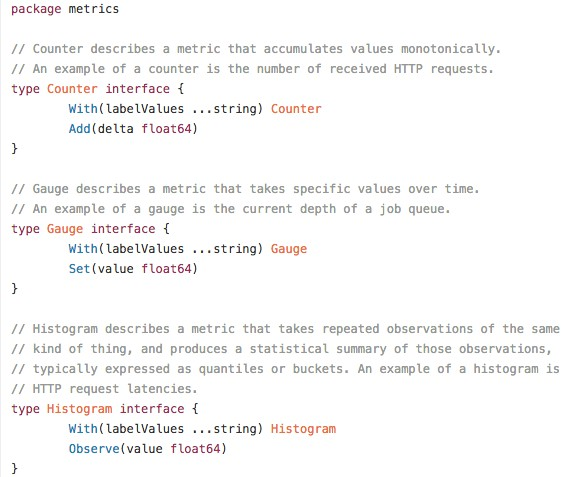 package metrics
// Counter describes a metric that accumulates values monotonically.
// An example of a counter is the number of received HTTP requests.
type Counter interface {
With(labelValues ...string) Counter
Add(delta float64)
}
// Gauge describes a metric that takes specific values over time.
// An example of a gauge is the current depth of a job queue.
type Gauge interface {
With(labelValues ...string) Gauge
Set(value float64)
}
// Histogram describes a metric that takes repeated observations of the same
// kind of thing, and produces a statistical summary of those observations,
// typically expressed as quantiles or buckets. An example of a histogram is
// HTTP request latencies.
type Histogram interface {
With(labelValues ...string) Histogram
Observe(value float64)
}